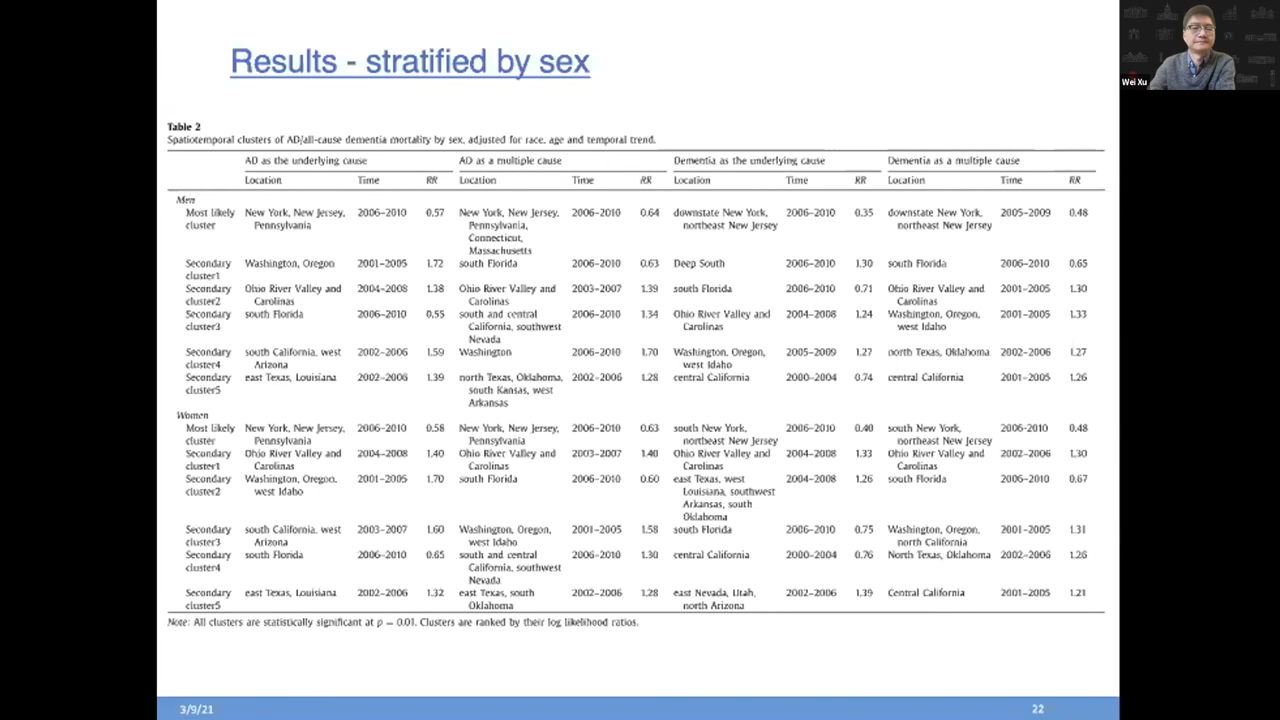 Results - stratified by sex
Wei Xu
Table 2
Spatiotemporal clusters of AD/all-cause dementia mortality by sex, adjusted for race, age and temporal trend.
AD as the underlying cause AD as a multiple cause Dementia as the underlying cause Dementia as a multiple cause
Location Time RR Location Time RR Location Time RR Location Time RR
Men
Most likely New York, New Jersey, 2006–2010 0.57 New York, New Jersey, 2006–2010 0.64 downstate New York, 2006–2010 0.35 downstate New York, 2005–2009 0.48
cluster Pennsylvania Pennsylvania, northeast New Jersey northeast New Jersey
Connecticut,
Massachusetts
Secondary Washington, Oregon 2001–2005 1.72 south Florida 2006–2010 0.63 Deep South 2006–2010 1.30 south Florida 2006–2010 0.65
cluster1
Secondary Ohio River Valley and 2004–2008 1.38 Ohio River Valley and 2003–2007 1.39 south Florida 2006–2010 0.71 Ohio River Valley and 2001–2005 1.30
cluster2 Carolinas Carolinas Carolinas
Secondary south Florida 2006–2010 0.55 south and central 2006–2010 1.34 Ohio River Valley and 2004–2008 1.24 Washington, Oregon, 2001–2005 1.33
cluster3 California, southwest Carolinas west Idaho
Nevada
Secondary south California, west 2002–2006 1.59 Washington 2006–2010 1.70 Washington, Oregon, 2005–2009 1.27 north Texas, Oklahoma 2002–2006 1.27
cluster4 Arizona west Idaho
Secondary east Texas, Louisiana 2002–2006 1.39 north Texas, Oklahoma, 2002–2006 1.28 central California 2000–2004 0.74 central California 2001–2005 1.26
cluster5 south Kansas, west
Arkansas
Women
Most likely New York, New Jersey, 2006–2010 0.58 New York, New Jersey, 2006–2010 0.63 south New York, 2006–2010 0.40 south New York, 2006-2010 0.48
cluster Pennsylvania Pennsylvania northeast New Jersey northeast New Jersey
Secondary Ohio River Valley and 2004–2008 1.40 Ohio River Valley and 2003–2007 1.40 Ohio River Valley and 2004–2008 1.33 Ohio River Valley and 2002–2006 1.30
cluster1 Carolinas Carolinas Carolinas Carolinas
Secondary Washington, Oregon, 2001–2005 1.70 south Florida 2006–2010 0.60 east Texas, west 2004–2008 1.26 south Florida 2006–2010 0.67
cluster2 west Idaho Louisiana, southwest
Arkansas, south
Oklahoma
Secondary south California, west 2003–2007 1.60 Washington, Oregon, 2001–2005 1.58 south Florida 2006–2010 0.75 Washington, Oregon, 2001–2005 1.31
cluster3 Arizona west Idaho north California
Secondary south Florida 2006–2010 0.65 south and central 2006–2010 1.30 central California 2000–2004 0.76 North Texas, Oklahoma 2002–2006 1.26
cluster4 California, southwest
Nevada
Secondary east Texas, Louisiana 2002–2006 1.32 east Texas, south 2002–2006 1.28 east Nevada, Utah, 2002–2006 1.39 Central California 2001–2005 1.21
cluster5 Oklahoma north Arizona
Note: All clusters are statistically significant at p = 0.01. Clusters are ranked by their log likelihood ratios.
3/9/21 22